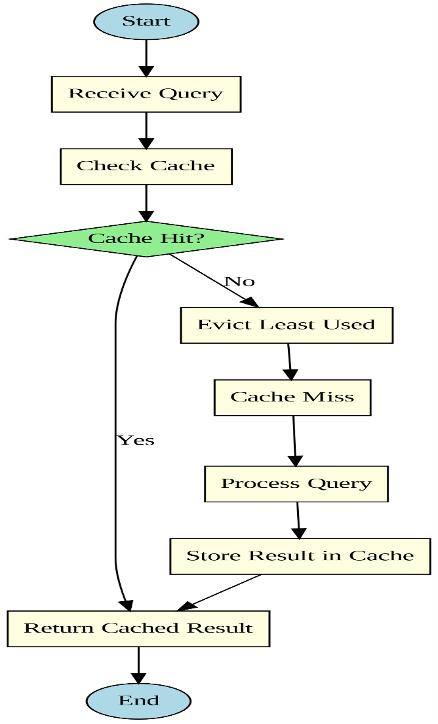 Start
Receive Query
Check Cache
Cache Hit?
No
Evict Least Used
Cache Miss
Yes
Process Query
Store Result in Cache
Return Cached Result
End